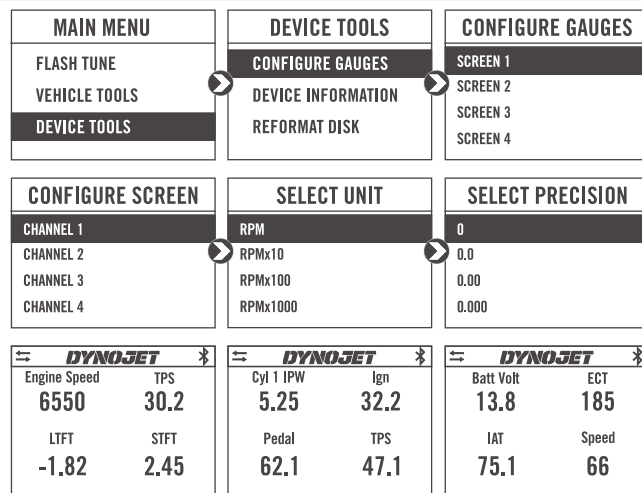 MAIN MENU
FLASH TUNE
VEHICLE TOOLS
DEVICE TOOLS
DEVICE TOOLS
CONFIGURE GAUGES
DEVICE INFORMATION
REFORMAT DISK
CONFIGURE GAUGES
SCREEN 1
SCREEN 2
SCREEN 3
SCREEN 4
CONFIGURE SCREEN
CHANNEL 1
CHANNEL 2
CHANNEL 3
CHANNEL 4
SELECT UNIT
RPM
RPMx10
RPMx100
RPMx1000
SELECT PRECISION
0
0.0
0.00
0.000
DYNOJET
Engine Speed TPS
6550 30.2
LTFT STFT
-1.82 2.45
DYNOJET
Cyl 1 IPW Ign
5.25 32.2
Pedal TPS
62.1 47.1
DYNOJET
Batt Volt ECT
13.8 185
IAT Speed
75.1 66